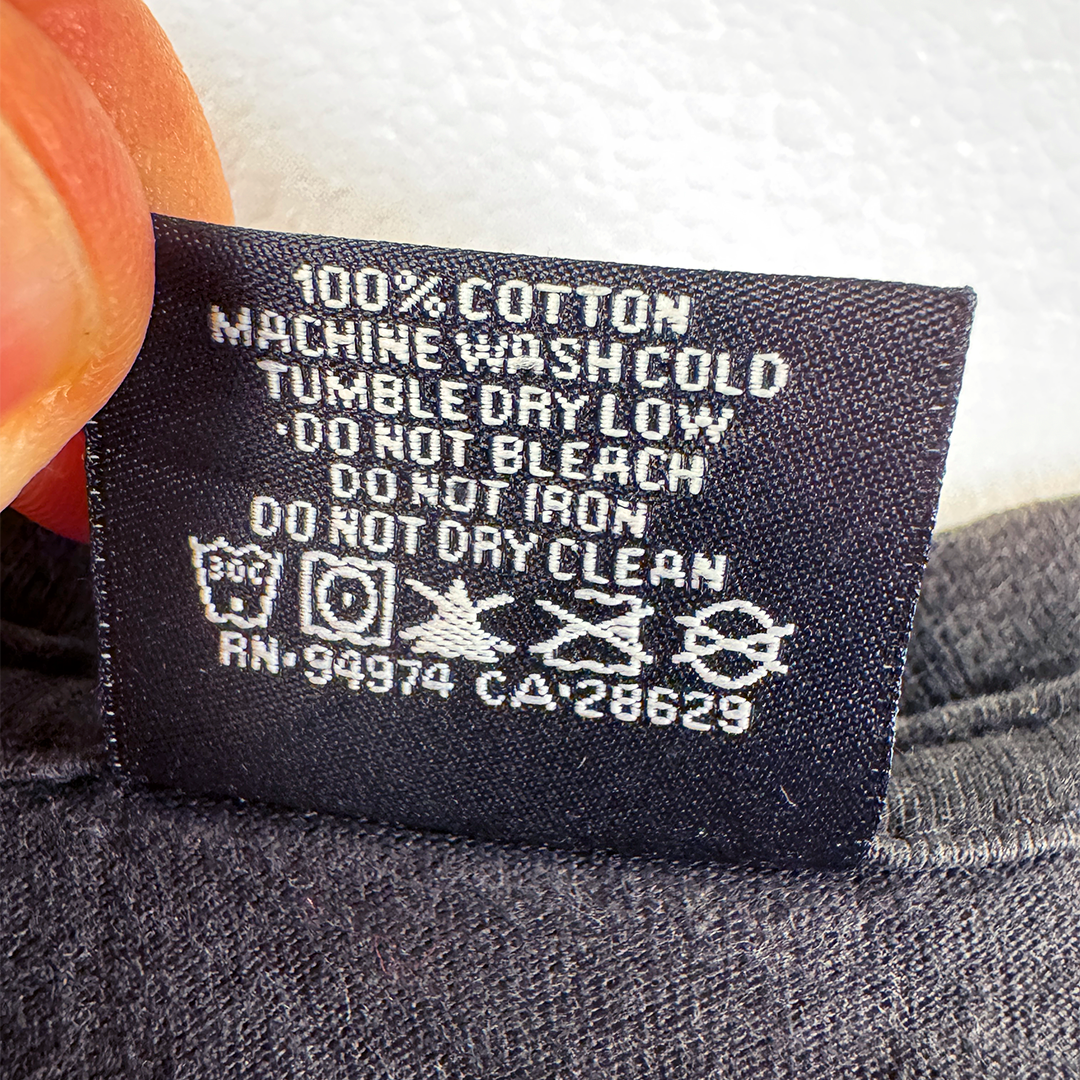 100% COTTON
MACHINE WASH COLD
TUMBLE DRY LOW
·DO NOT BLEACH
DO NOT IRON
DO NOT DRY CLEAN
30C
RN·94974 CA·28629